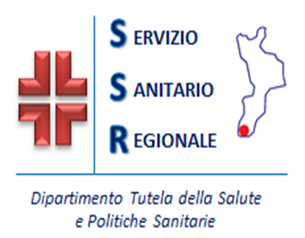 SERVIZIO
SANITARIO
REGIONALE
Dipartimento Tutela della Salute
e Politiche Sanitarie